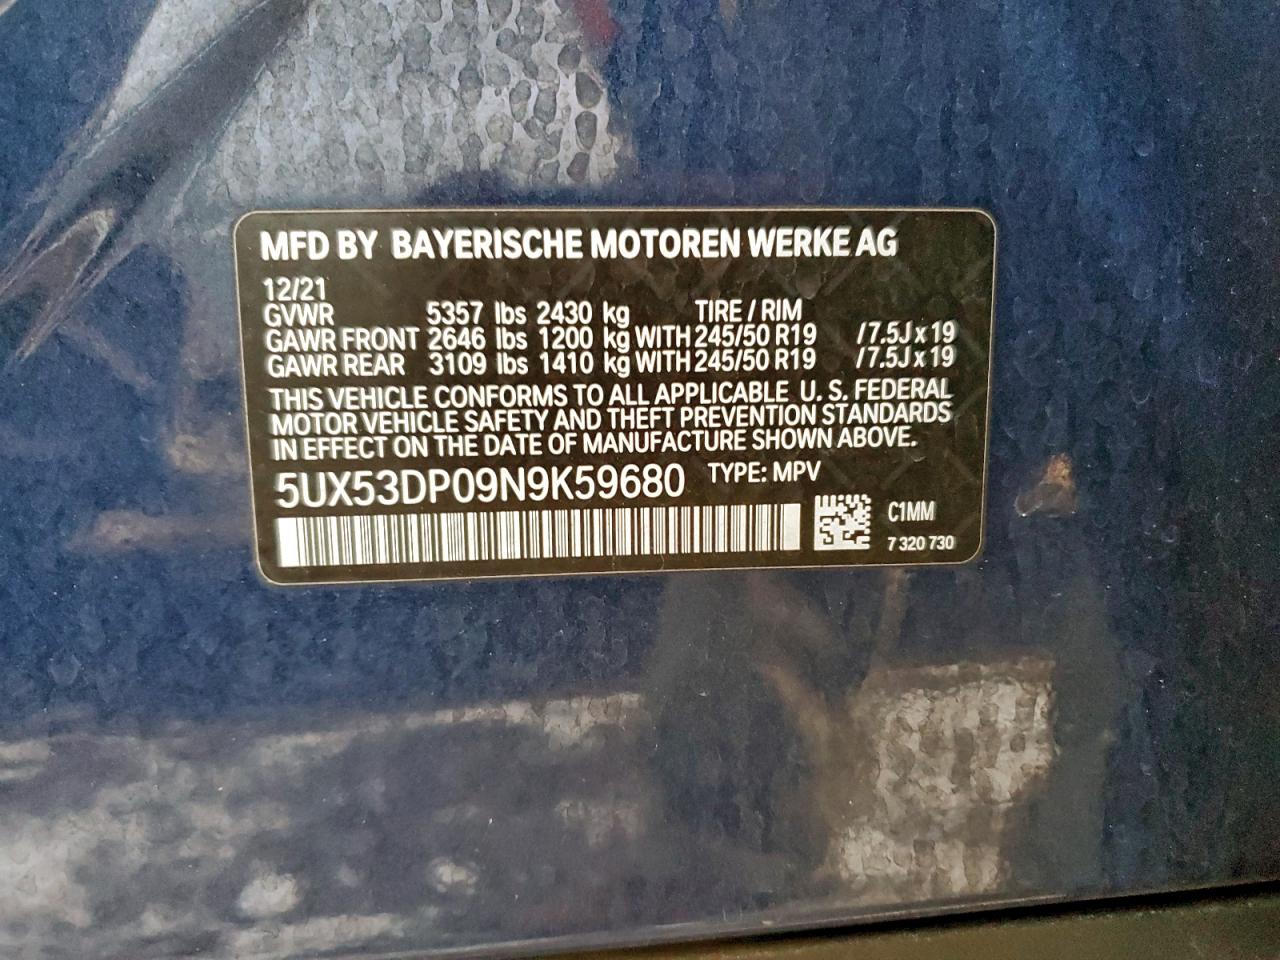 MFD BY BAYERISCHE MOTOREN WERKE AG
12/21
GVWR 5357 lbs 2430 kg TIRE / RIM
GAWR FRONT 2646 lbs 1200 kg WITH 245/50 R19 /7.5J x 19
GAWR REAR 3109 lbs 1410 kg WITH 245/50 R19 /7.5J x 19
THIS VEHICLE CONFORMS TO ALL APPLICABLE U. S. FEDERAL
MOTOR VEHICLE SAFETY AND THEFT PREVENTION STANDARDS
IN EFFECT ON THE DATE OF MANUFACTURE SHOWN ABOVE.
5UX53DP09N9K59680 TYPE: MPV
C1MM
7 320 730